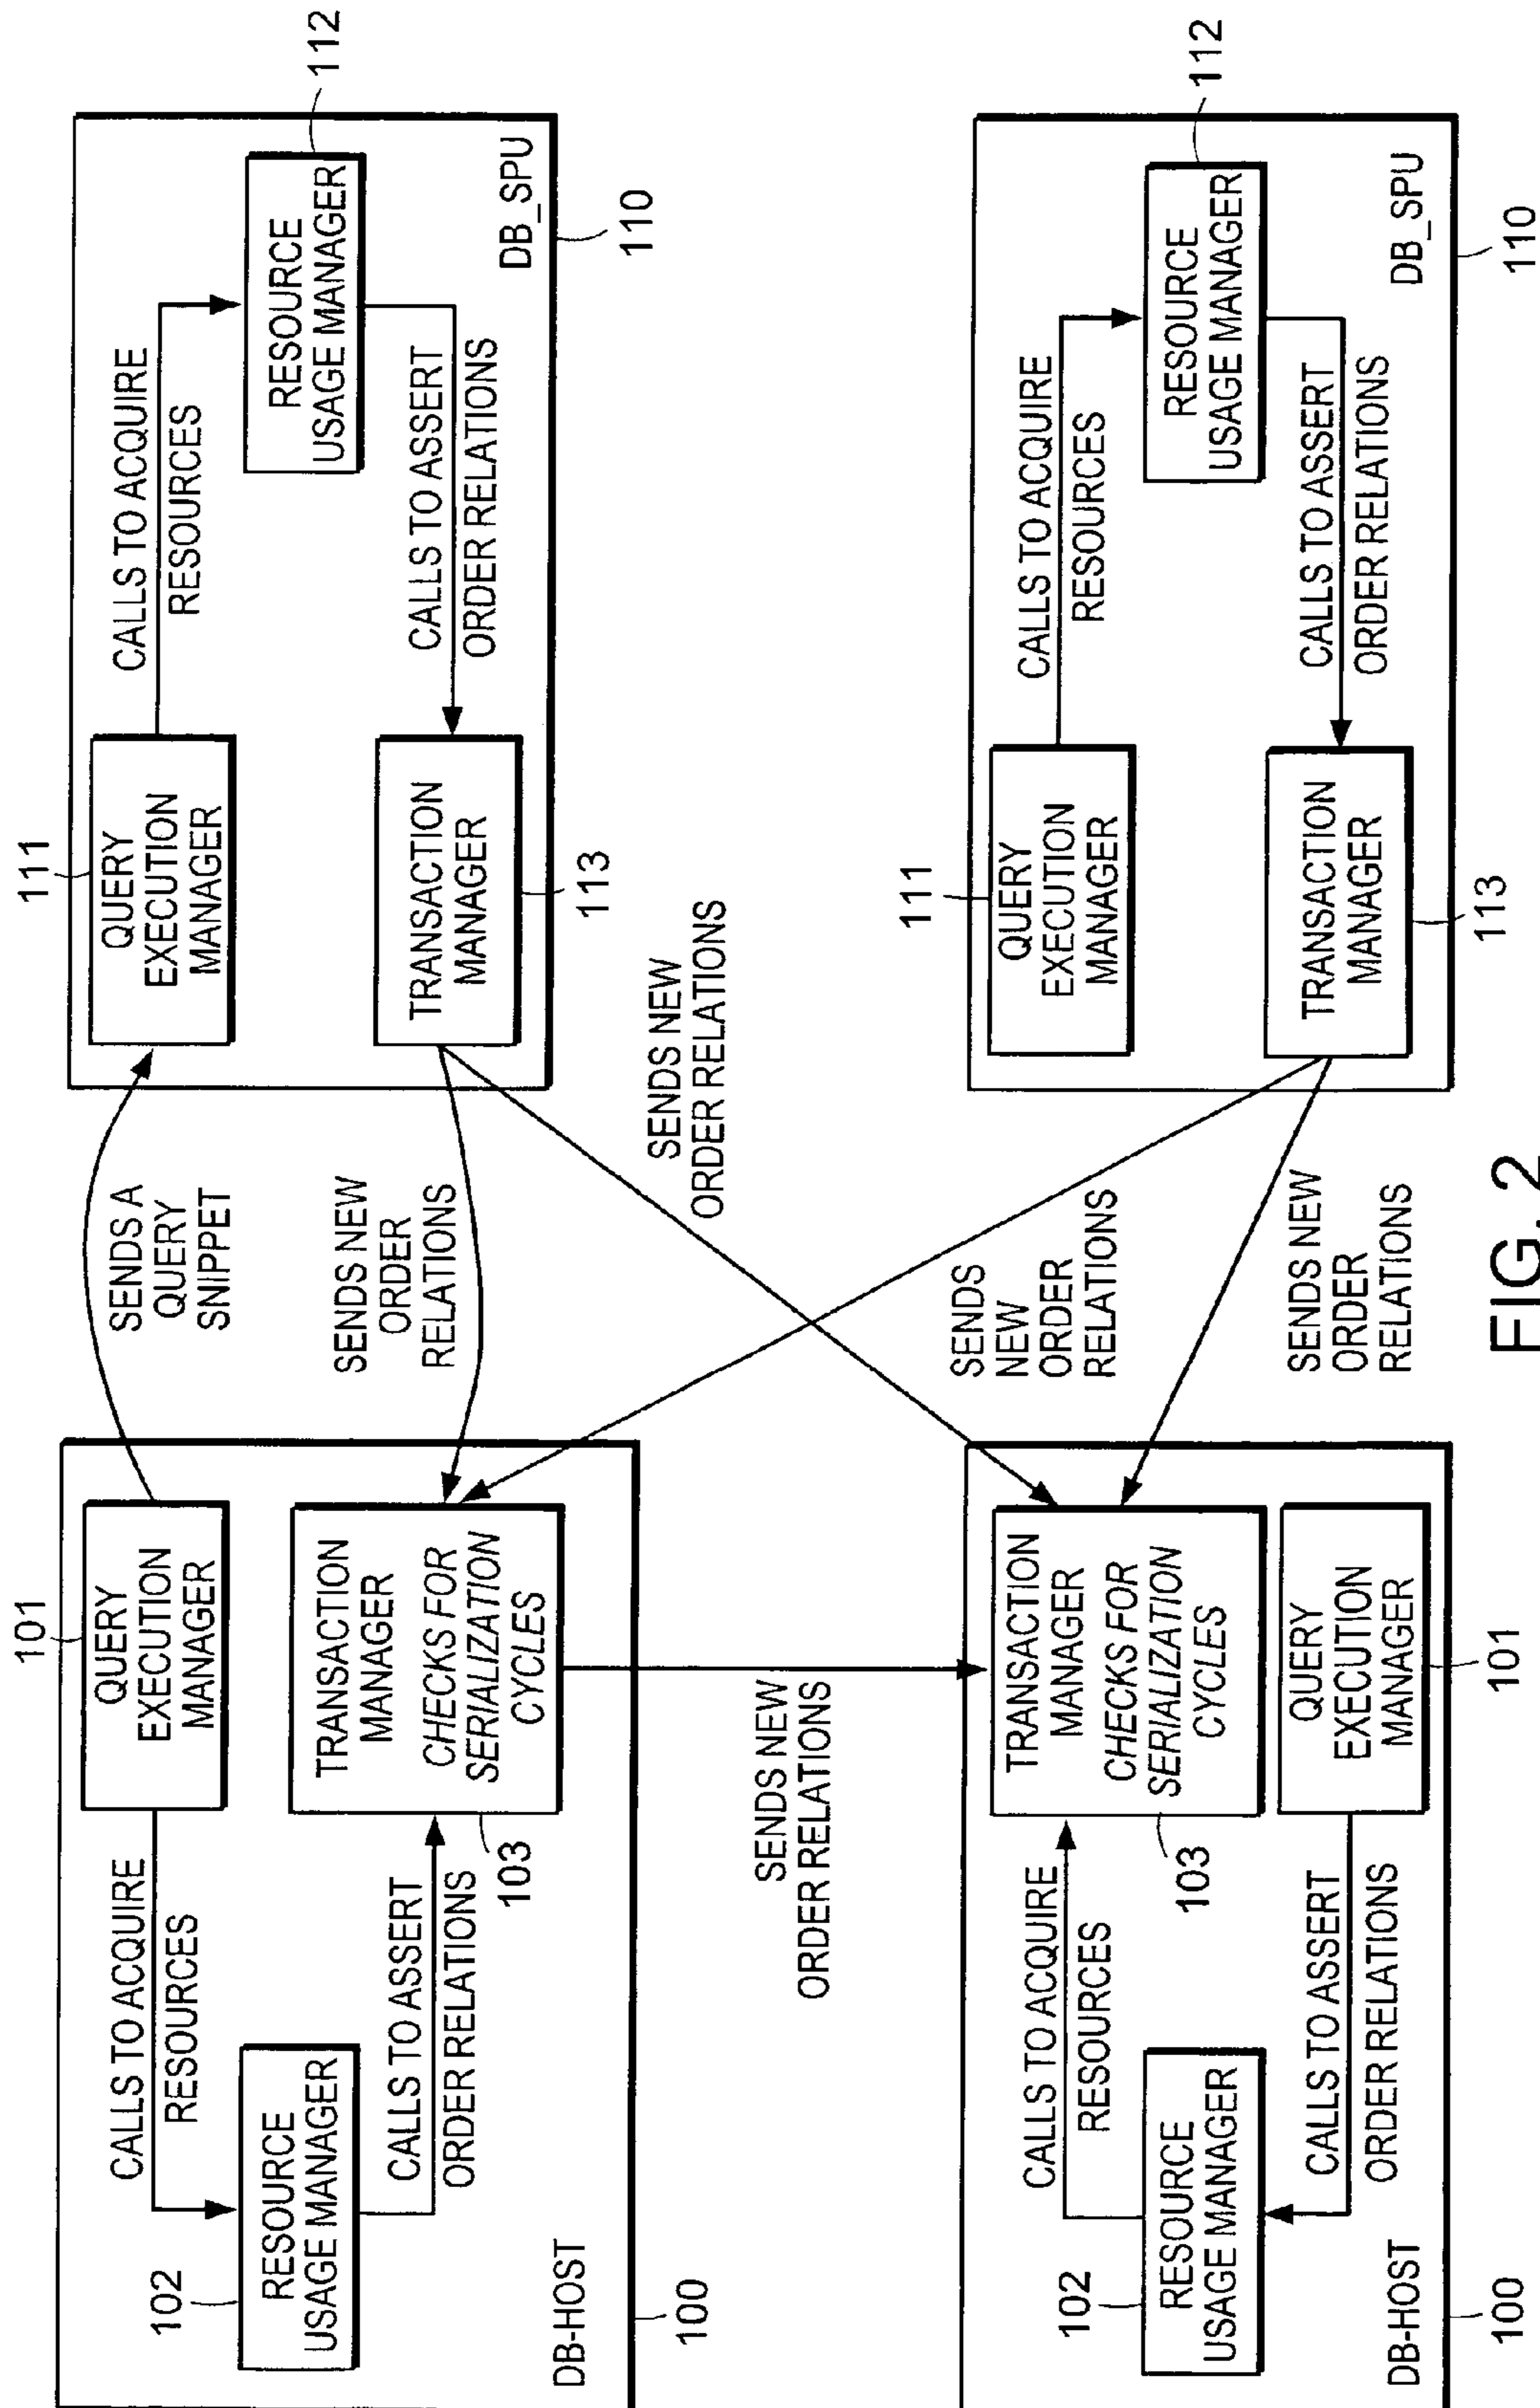 101
QUERY
EXECUTION
MANAGER
CALLS TO ACQUIRE
RESOURCES
102
RESOURCE
USAGE MANAGER
CALLS TO ASSERT
ORDER RELATIONS
TRANSACTION
MANAGER
CHECKS FOR
SERIALIZATION
CYCLES
103
DB-HOST
100
SENDS A
QUERY
SNIPPET
SENDS NEW
ORDER
RELATIONS
111
QUERY
EXECUTION
MANAGER
CALLS TO ACQUIRE
RESOURCES
RESOURCE
USAGE MANAGER
112
CALLS TO ASSERT
ORDER RELATIONS
TRANSACTION
MANAGER
113
DB_SPU
110
SENDS NEW
ORDER RELATIONS
SENDS NEW
ORDER RELATIONS
TRANSACTION
MANAGER
CHECKS FOR
SERIALIZATION
CYCLES
103
CALLS TO ACQUIRE
RESOURCES
102
RESOURCE
USAGE MANAGER
CALLS TO ASSERT
ORDER RELATIONS
QUERY
EXECUTION
MANAGER
101
DB-HOST
100
SENDS
NEW
ORDER
RELATIONS
SENDS NEW
ORDER
RELATIONS
111
QUERY
EXECUTION
MANAGER
CALLS TO ACQUIRE
RESOURCES
RESOURCE
USAGE MANAGER
112
CALLS TO ASSERT
ORDER RELATIONS
TRANSACTION
MANAGER
113
DB_SPU
110
FIG. 2